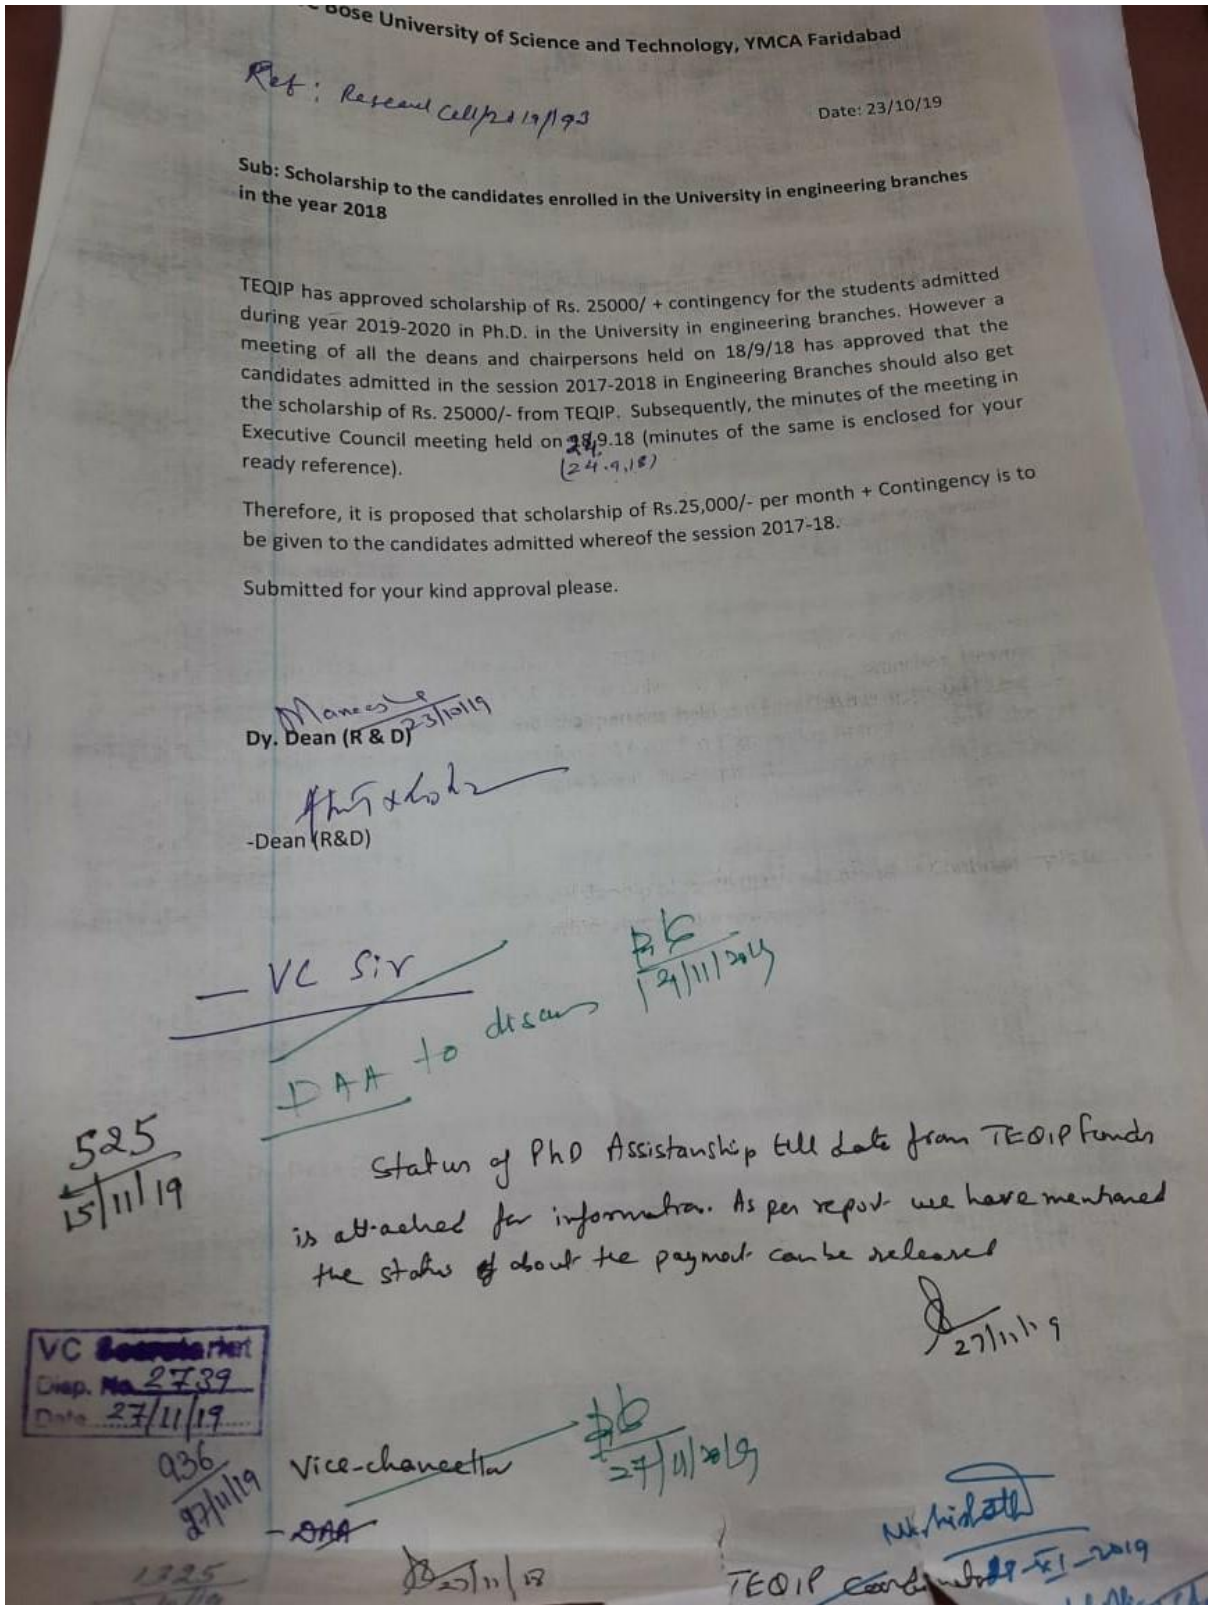 Bose University of Science and Technology, YMCA Faridabad
Ref: Research Cell/2019/193
Date: 23/10/19
Sub: Scholarship to the candidates enrolled in the University in engineering branches
in the year 2018
TEQIP has approved scholarship of Rs. 25000/ + contingency for the students admitted
during year 2019-2020 in Ph.D. in the University in engineering branches. However a
meeting of all the deans and chairpersons held on 18/9/18 has approved that the
candidates admitted in the session 2017-2018 in Engineering Branches should also get
the scholarship of Rs. 25000/- from TEQIP. Subsequently, the minutes of the meeting in
Executive Council meeting held on 24.9.18 (minutes of the same is enclosed for your
ready reference).
(24.9.18)
Therefore, it is proposed that scholarship of Rs.25,000/- per month + Contingency is to
be given to the candidates admitted whereof the session 2017-18.
Submitted for your kind approval please.
23/10/19
Dy. Dean (R & D)
-Dean (R&D)
- VC Sir
/11/2019
DAA to discuss
525
15/11/19
Status of PhD Assistanship till date from TEQIP funds
is attached for information. As per report we have mentioned
the status of about the payment can be released
27/11/19
VC Secretariat
Disp. No. 2739
Date 27/11/19
936
27/11/19
Vice-chancellor
27/11/2019
- DAA
TEQIP Coordinator
1325